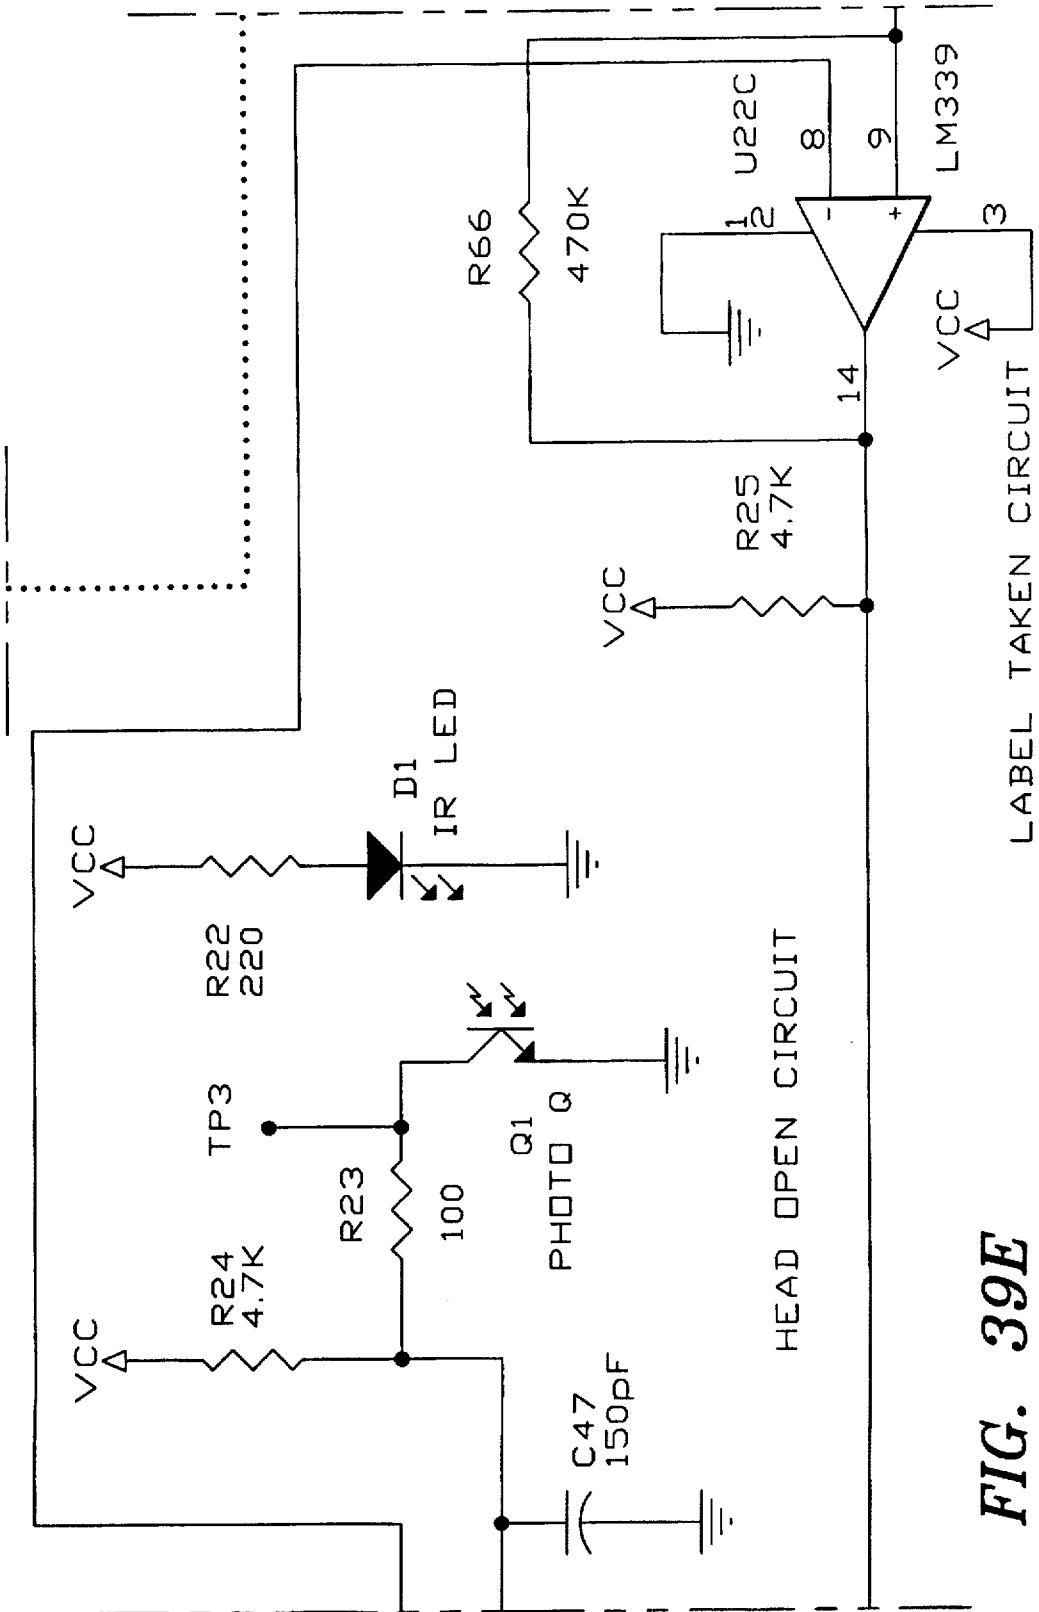 VCC
R24
4.7K
R23
100
TP3
VCC
R22
220
D1
IR LED
Q1
PHOTO Q
C47
150pF
HEAD OPEN CIRCUIT
VCC
R25
4.7K
R66
470K
U22C
8
9
-
+
1
2
3
14
LM339
VCC
LABEL TAKEN CIRCUIT
FIG. 39E